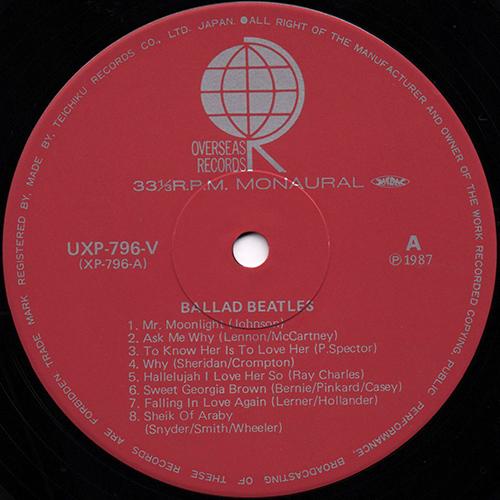 TRADE MARK REGISTERED BY, MADE BY, TEICHIKU RECORDS CO., LTD. JAPAN. ●ALL RIGHT OF THE MANUFACTURER AND OWNER OF THE WORK RECORDED COPYING, PUBLIC PERFORMANCE, BROADCASTING OF THESE RECORDS ARE FORBIDDEN
OVERSEAS
RECORDS
33⅓R.P.M. MONAURAL
UXP-796-V
(XP-796-A)
A
Ⓟ1987
BALLAD BEATLES
1. Mr. Moonlight (Johnson)
2. Ask Me Why (Lennon/McCartney)
3. To Know Her Is To Love Her (P.Spector)
4. Why (Sheridan/Crompton)
5. Hallelujah I Love Her So (Ray Charles)
6. Sweet Georgia Brown (Bernie/Pinkard/Casey)
7. Falling In Love Again (Lerner/Hollander)
8. Sheik Of Araby
(Snyder/Smith/Wheeler)